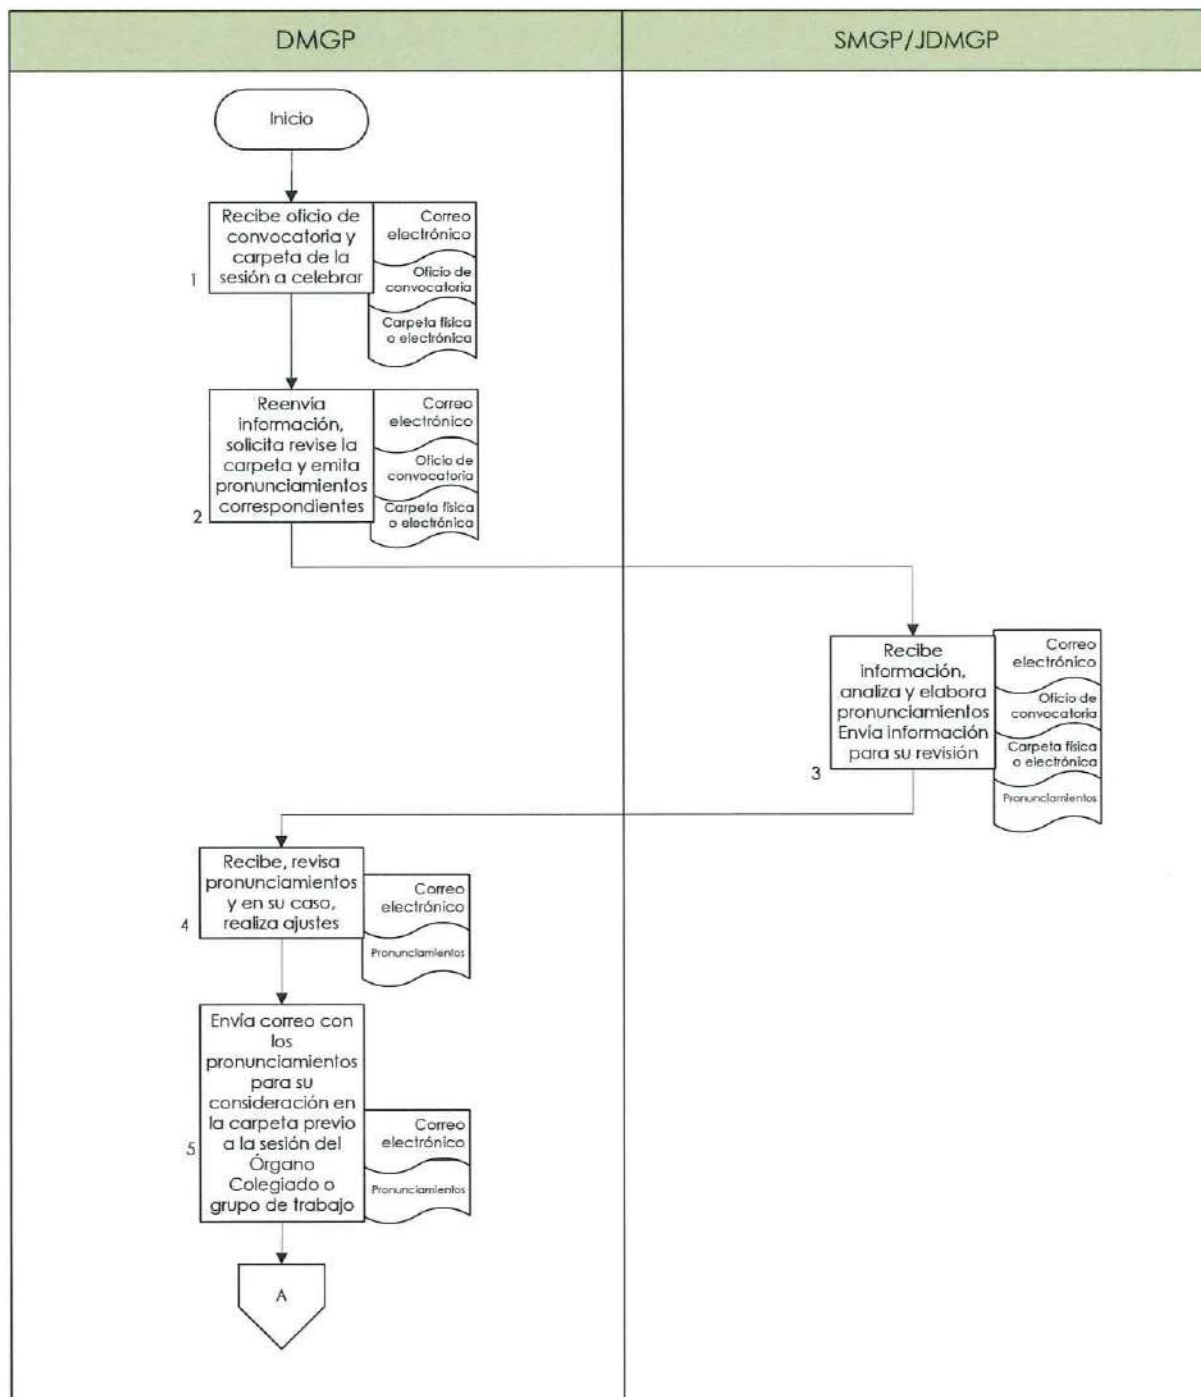 DMGP
SMGP/JDMGP
Inicio
Recibe oficio de
convocatoria y
carpeta de la
sesión a celebrar
1
Correo
electrónico
Oficio de
convocatoria
Carpeta física
o electrónica
Reenvía
información,
solicita revise la
carpeta y emita
pronunciamientos
correspondientes
2
Correo
electrónico
Oficio de
convocatoria
Carpeta física
o electrónica
Recibe
información,
analiza y elabora
pronunciamientos
Envía información
para su revisión
3
Correo
electrónico
Oficio de
convocatoria
Carpeta física
o electrónica
Pronunciamientos
Recibe, revisa
pronunciamientos
y en su caso,
realiza ajustes
4
Correo
electrónico
Pronunciamientos
Envía correo con
los
pronunciamientos
para su
consideración en
la carpeta previo
a la sesión del
Órgano
Colegiado o
grupo de trabajo
5
Correo
electrónico
Pronunciamientos
A